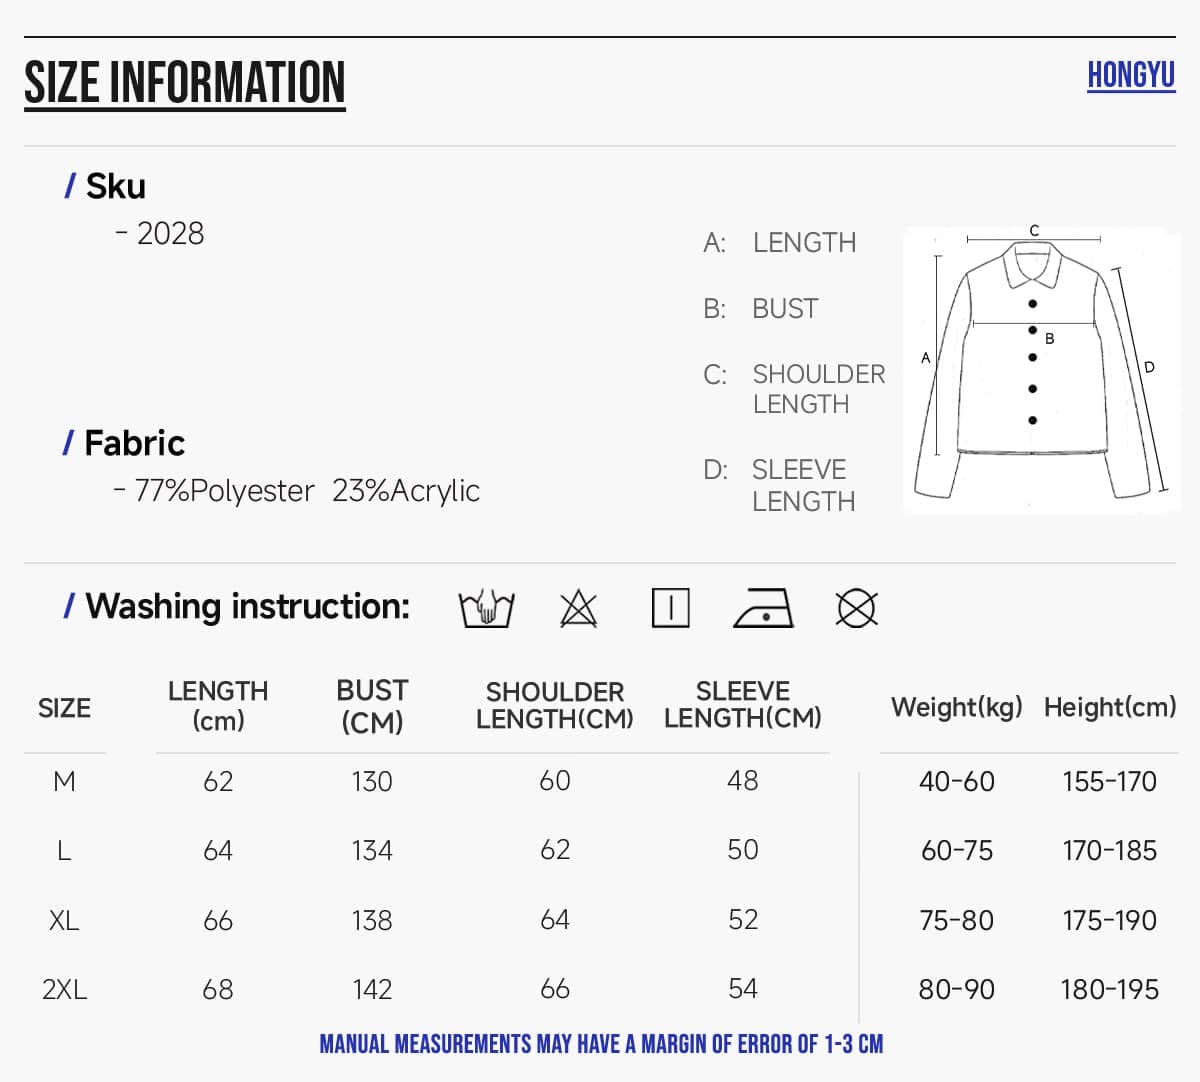 SIZE INFORMATION
HONGYU
/ Sku
- 2028
A: LENGTH
B: BUST
C: SHOULDER
LENGTH
D: SLEEVE
LENGTH
C
A
B
D
/ Fabric
- 77%Polyester 23%Acrylic
/ Washing instruction:
SIZE LENGTH (cm) BUST (CM) SHOULDER LENGTH(CM) SLEEVE LENGTH(CM) Weight(kg) Height(cm)
M 62 130 60 48 40-60 155-170
L 64 134 62 50 60-75 170-185
XL 66 138 64 52 75-80 175-190
2XL 68 142 66 54 80-90 180-195
MANUAL MEASUREMENTS MAY HAVE A MARGIN OF ERROR OF 1-3 CM